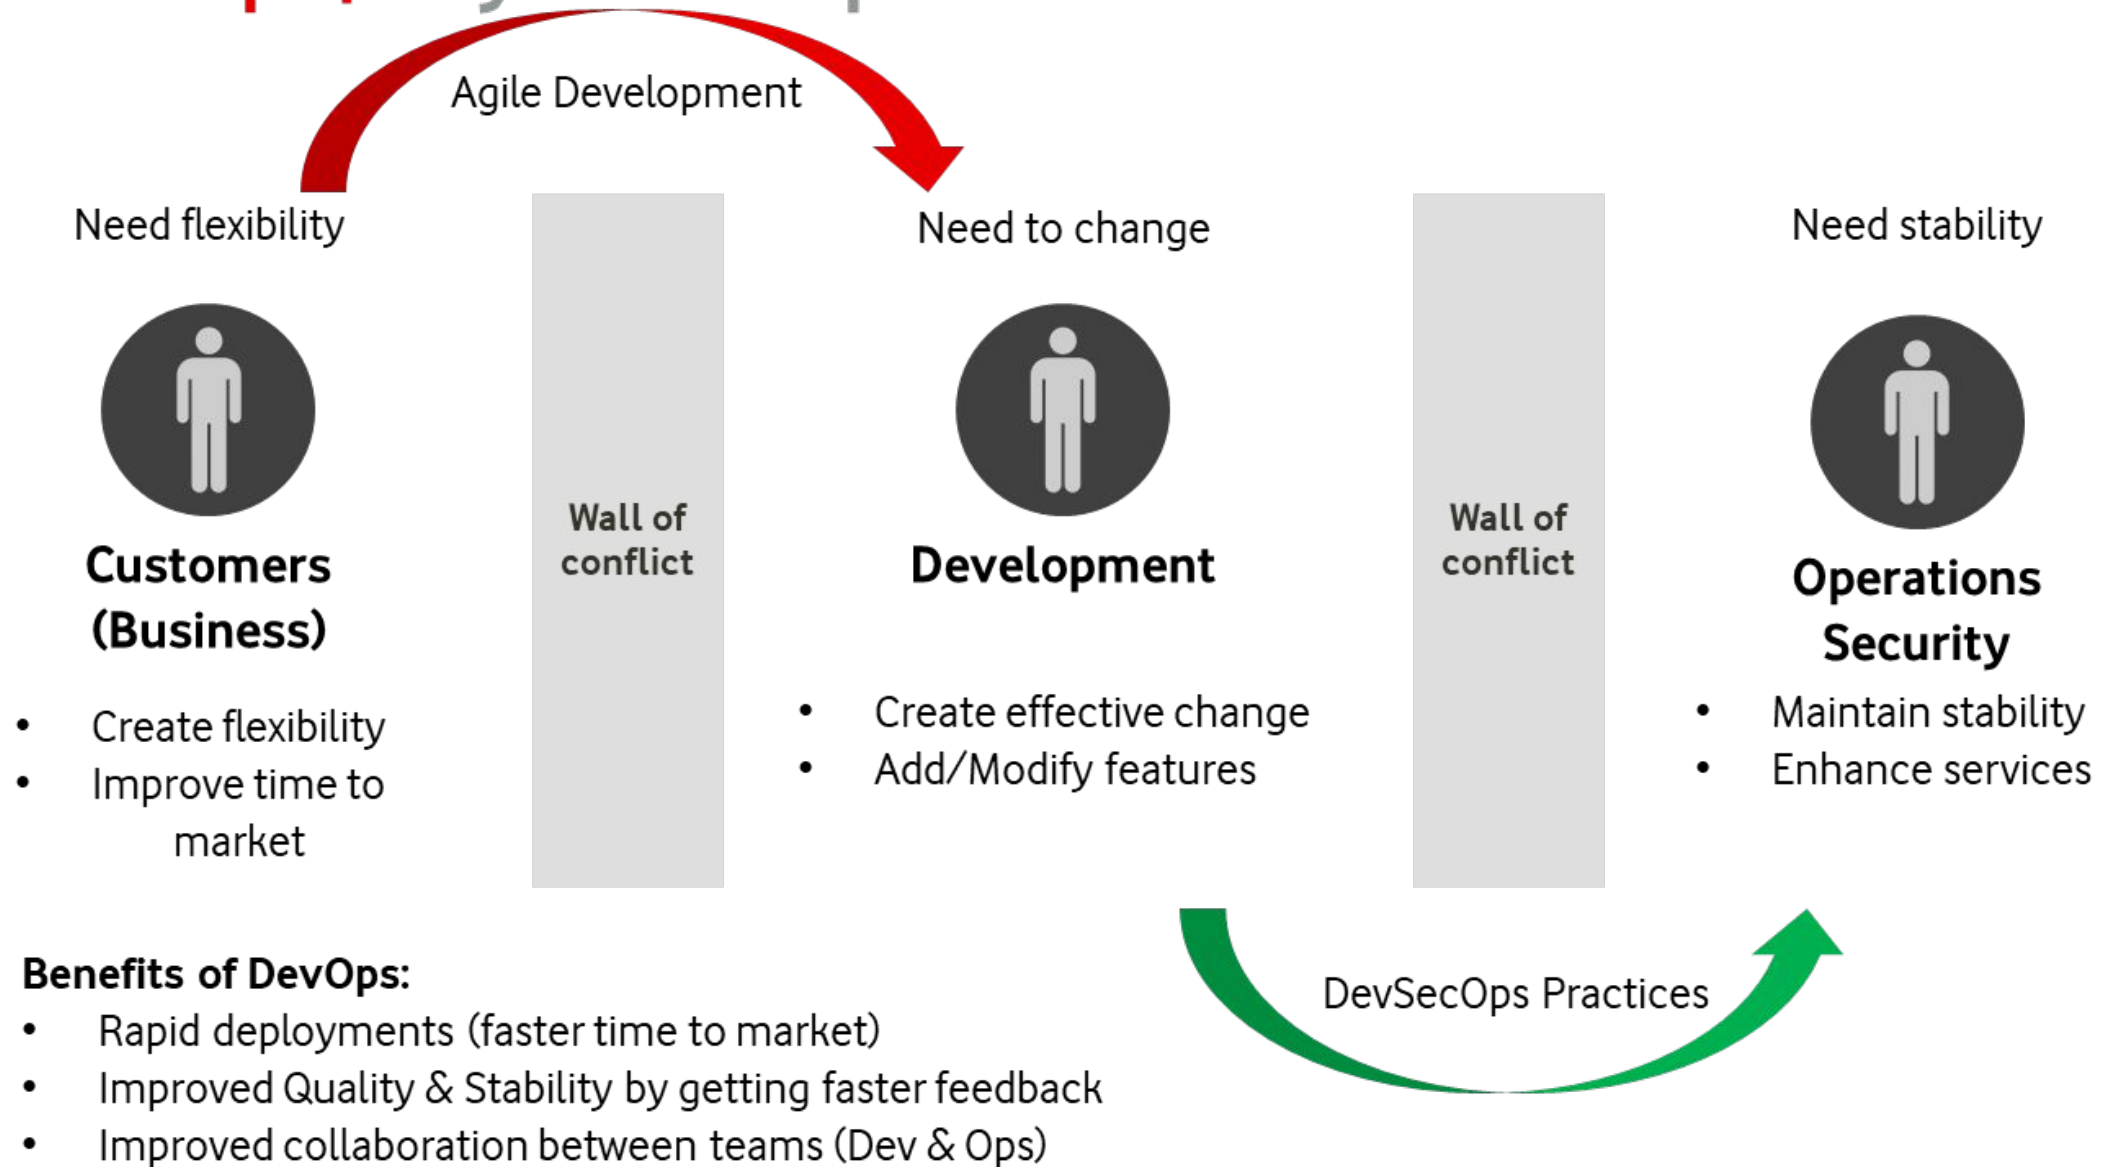 Agile Development
Need flexibility
Need to change
Need stability
Wall of
conflict
Wall of
conflict
Customers
(Business)
Development
Operations
Security
• Create flexibility
• Improve time to
market
• Create effective change
• Add/Modify features
• Maintain stability
• Enhance services
DevSecOps Practices
Benefits of DevOps:
• Rapid deployments (faster time to market)
• Improved Quality & Stability by getting faster feedback
• Improved collaboration between teams (Dev & Ops)